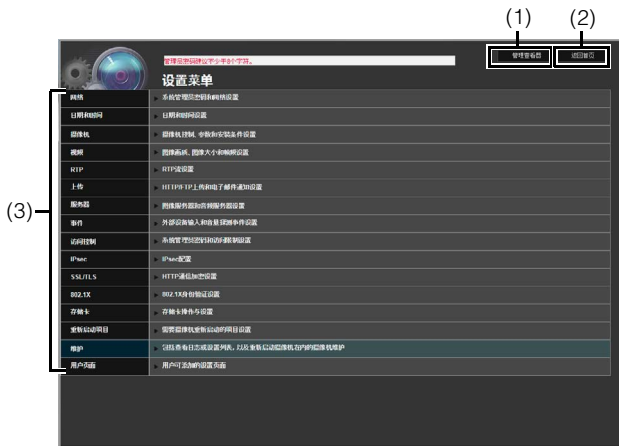 (1) (2)
管理查看器 返回首页
管理员密码建议不少于8个字符。
设置菜单
(3)
网络 系统管理员密码和网络设置
日期和时间 日期和时间设置
摄像机 摄像机控制, 参数和安装条件设置
视频 图像画质, 图像大小和帧频设置
RTP RTP流设置
上传 HTTP/FTP上传和电子邮件通知设置
服务器 图像服务器和音频服务器设置
事件 外部设备输入和音量探测事件设置
访问控制 系统管理员密码和访问限制设置
IPsec IPsec配置
SSL/TLS HTTP通信加密设置
802.1X 802.1X身份验证设置
存储卡 存储卡操作与设置
重新启动项目 需要摄像机重新启动的项目设置
维护 包括查看日志或设置列表, 以及重新启动摄像机在内的摄像机维护
用户页面 用户可添加的设置页面